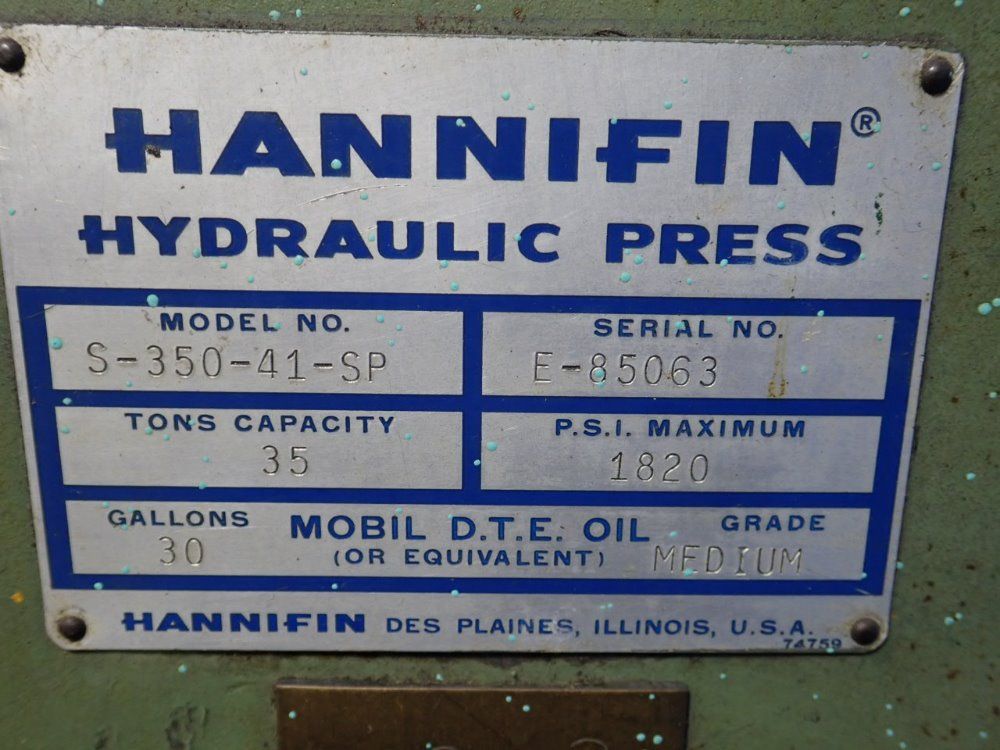 HANNIFIN®
HYDRAULIC PRESS
MODEL NO.
S-350-41-SP
SERIAL NO.
E-85063
TONS CAPACITY
35
P.S.I. MAXIMUM
1820
GALLONS
30
MOBIL D.T.E. OIL
(OR EQUIVALENT)
GRADE
MEDIUM
HANNIFIN DES PLAINES, ILLINOIS, U.S.A.
74759